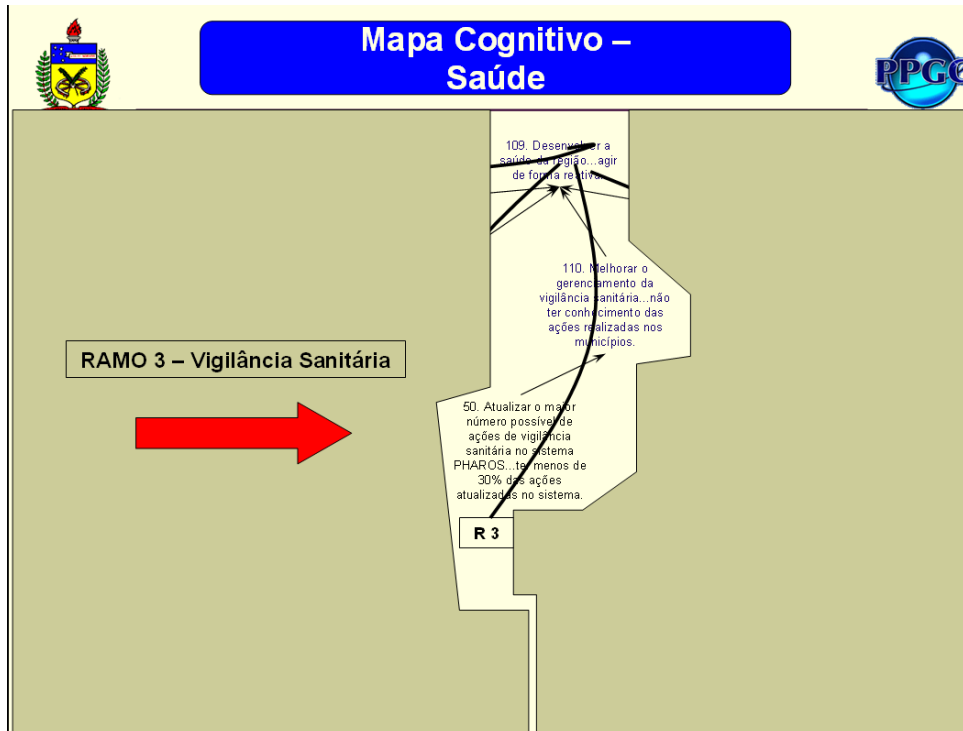 Mapa Cognitivo –
Saúde
PPGC
109. Desenvolver a
saúde da região...agir
de forma reativa.
110. Melhorar o
gerenciamento da
vigilância sanitária...não
ter conhecimento das
ações realizadas nos
municípios.
RAMO 3 – Vigilância Sanitária
50. Atualizar o maior
número possível de
ações de vigilância
sanitária no sistema
PHAROS...ter menos de
30% das ações
atualizadas no sistema.
R 3